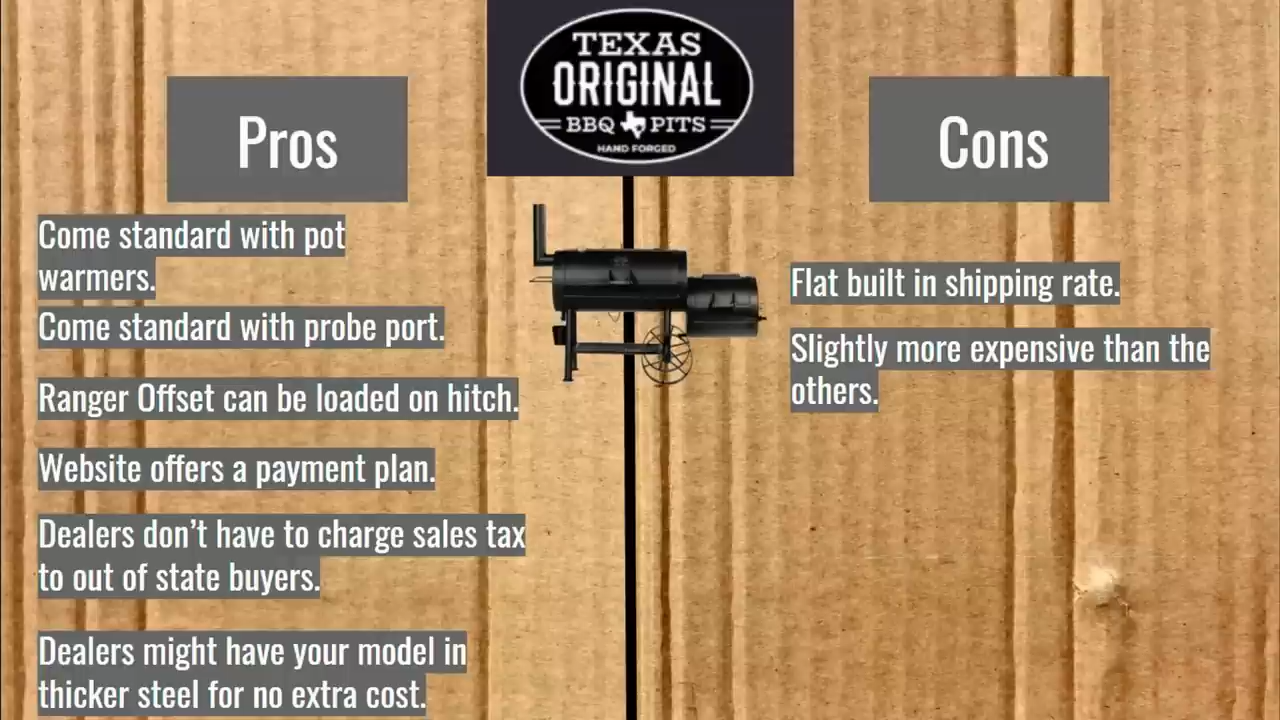 TEXAS
ORIGINAL
BBQ PITS
HAND FORGED
Pros
Come standard with pot
warmers.
Come standard with probe port.
Ranger Offset can be loaded on hitch.
Website offers a payment plan.
Dealers don’t have to charge sales tax
to out of state buyers.
Dealers might have your model in
thicker steel for no extra cost.
Cons
Flat built in shipping rate.
Slightly more expensive than the
others.